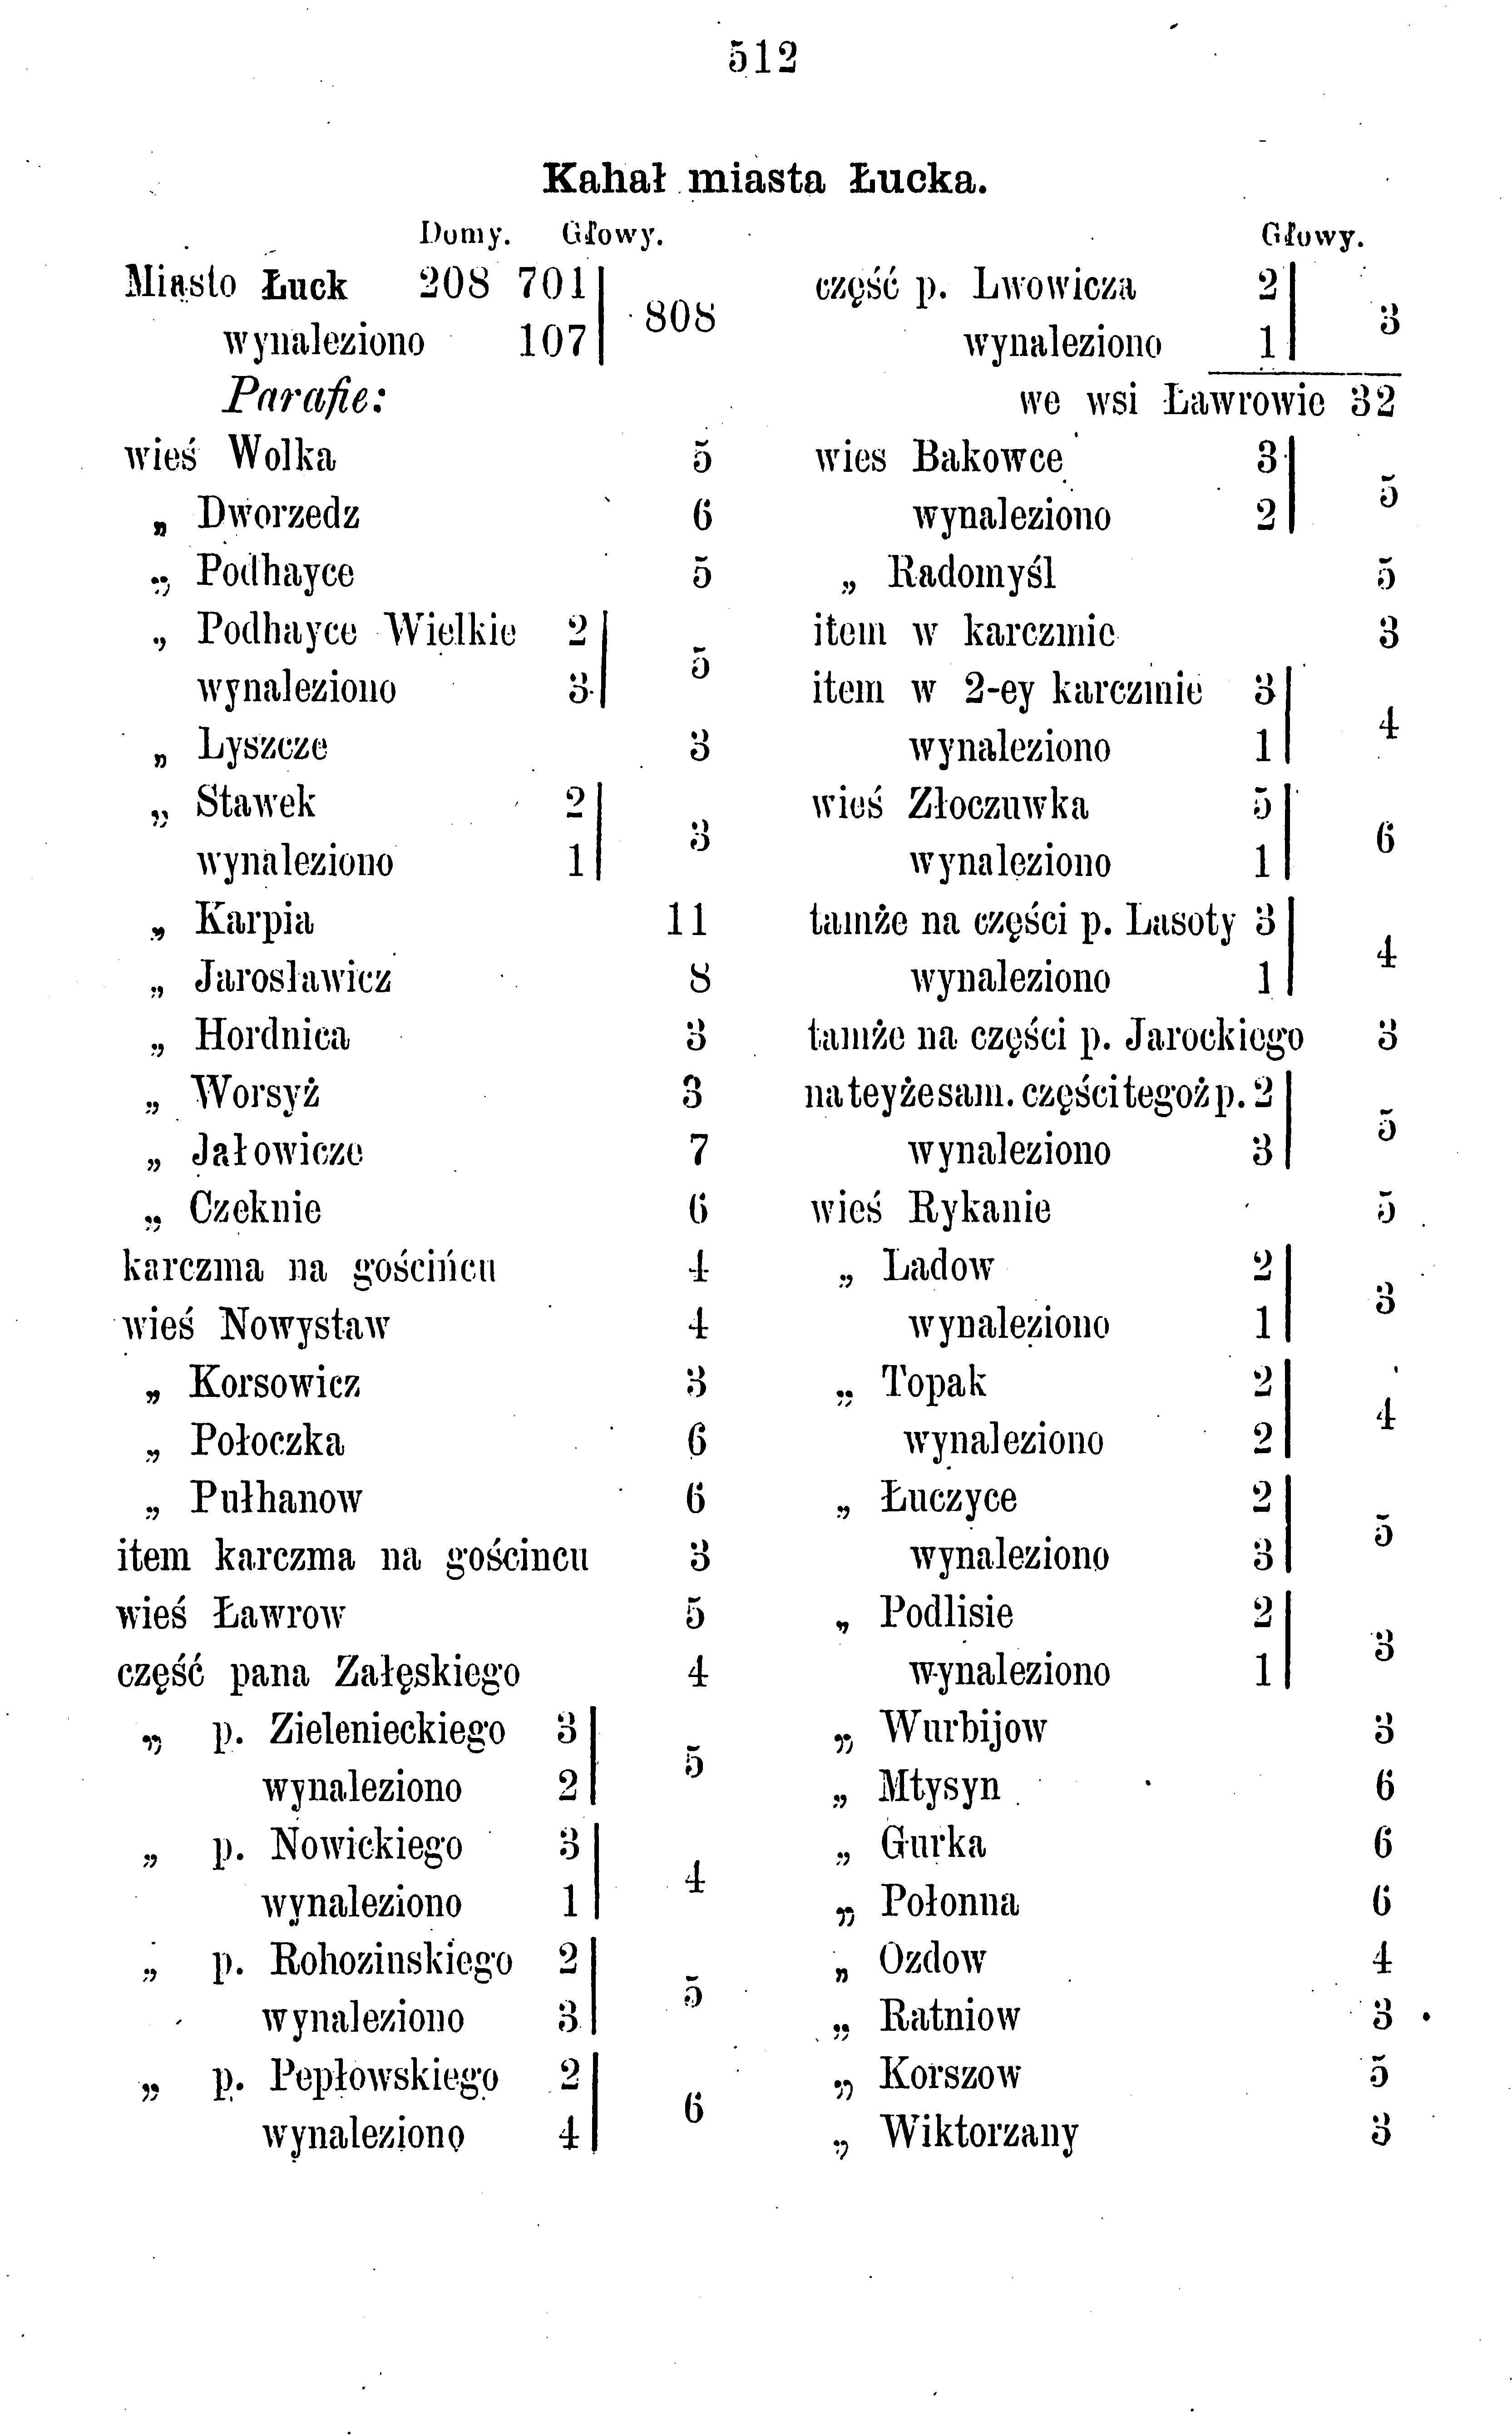 512
Kahał miasta Łucka.
Domy. Głowy.
Miasto Łuck 208 701
808
wynaleziono 107
Parafie:
wieś Wolka 5
„ Dworzedz 6
„ Podhayce 5
„ Podhayce Wielkie 2
5
wynaleziono 3
„ Lyszcze 3
„ Stawek 2
3
wynaleziono 1
„ Karpia 11
„ Jaroslawicz 8
„ Hordnica 3
„ Worsyż 3
„ Jałowicze 7
„ Czeknie 6
karczma na gościńcu 4
wieś Nowystaw 4
„ Korsowicz 3
„ Połoczka 6
„ Pułhanow 6
item karczma na gościncu 3
wieś Ławrow 5
część pana Załęskiego 4
„ p. Zielenieckiego 3
5
wynaleziono 2
„ p. Nowickiego 3
4
wynaleziono 1
„ p. Rohozinskiego 2
5
wynaleziono 3
„ p. Pepłowskiego 2
6
wynaleziono 4
Głowy.
część p. Lwowicza 2
3
wynaleziono 1
we wsi Ławrowie 32
wies Bakowce 3
5
wynaleziono 2
„ Radomyśl 5
item w karczmie 3
item w 2-ey karczmie 3
4
wynaleziono 1
wieś Złoczuwka 5
6
wynaleziono 1
tamże na części p. Lasoty 3
4
wynaleziono 1
tamże na części p. Jarockiego 3
na teyże sam. części tegoż p. 2
5
wynaleziono 3
wieś Rykanie 5
„ Ladow 2
3
wynaleziono 1
„ Topak 2
4
wynaleziono 2
„ Łuczyce 2
5
wynaleziono 3
„ Podlisie 2
3
wynaleziono 1
„ Wurbijow 3
„ Mtysyn 6
„ Gurka 6
„ Połonna 6
„ Ozdow 4
„ Ratniow 3
„ Korszow 5
„ Wiktorzany 3